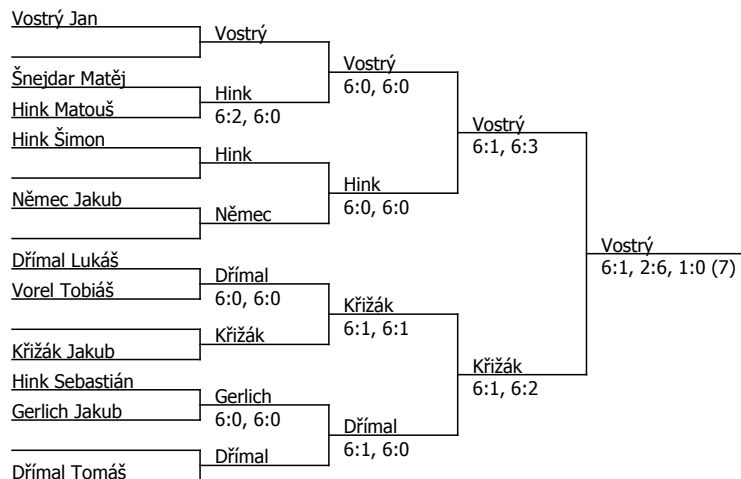 Vostrý Jan
Vostrý
Šnejdar Matěj
Hink Matouš
Hink
6:2, 6:0
Vostrý
6:0, 6:0
Hink Šimon
Hink
Němec Jakub
Němec
Hink
6:0, 6:0
Vostrý
6:1, 6:3
Dřímal Lukáš
Vorel Tobiáš
Dřímal
6:0, 6:0
Křižák Jakub
Křižák
Křižák
6:1, 6:1
Hink Sebastián
Gerlich Jakub
Gerlich
6:0, 6:0
Dřímal Tomáš
Dřímal
Dřímal
6:1, 6:0
Křižák
6:1, 6:2
Vostrý
6:1, 2:6, 1:0 (7)